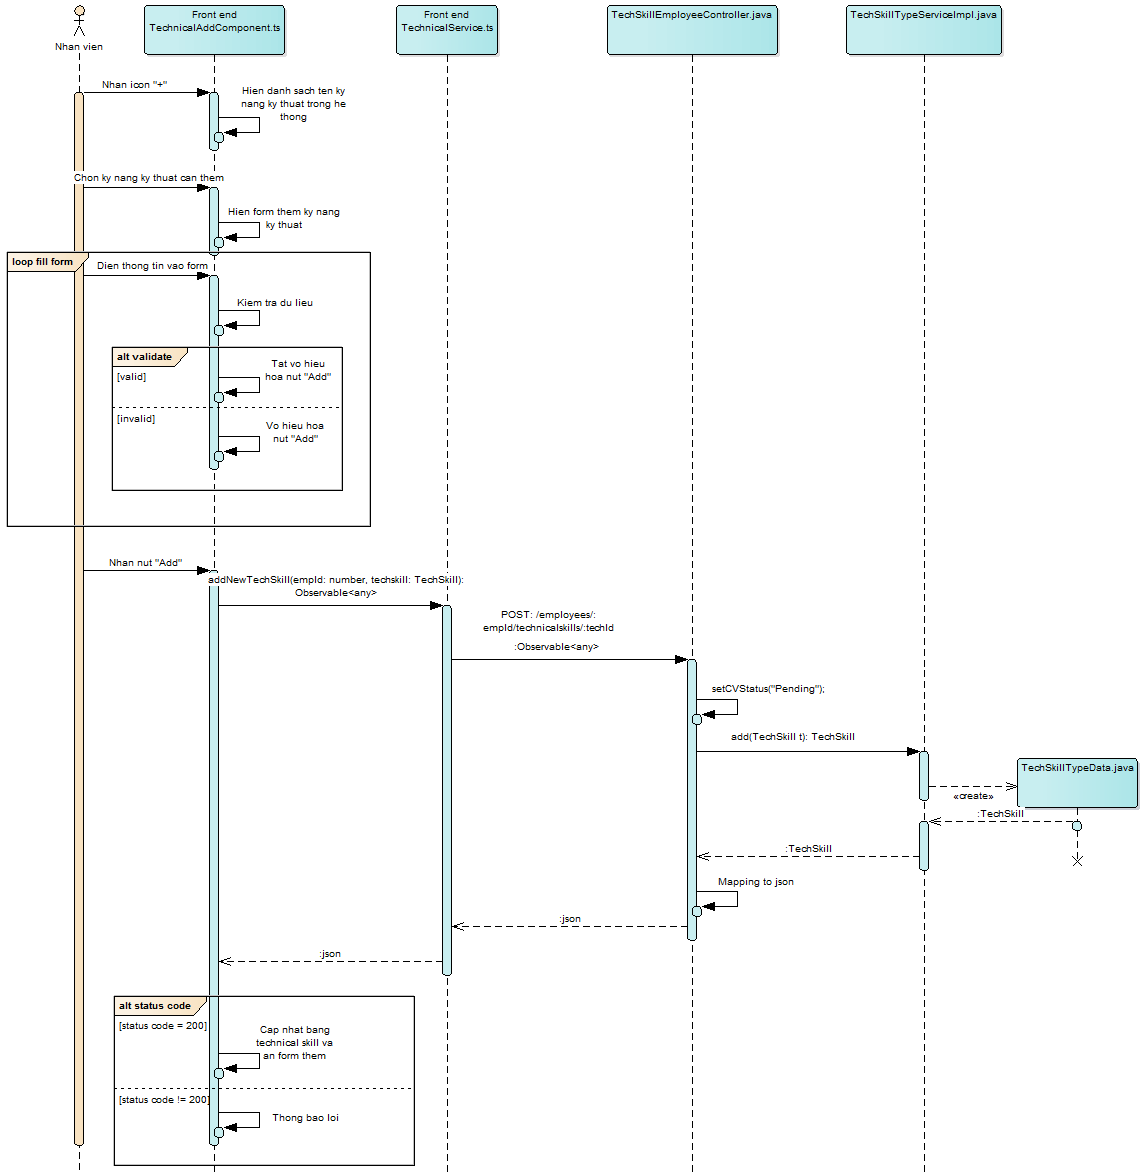 Nhan vien
Front end
TechnicalAddComponent.ts
Front end
TechnicalService.ts
TechSkillEmployeeController.java
TechSkillTypeServiceImpl.java
Nhan icon "+"
Hien danh sach ten ky
nang ky thuat trong he
thong
Chon ky nang ky thuat can them
Hien form them ky nang
ky thuat
loop fill form
Dien thong tin vao form
Kiem tra du lieu
alt validate
[valid]
Tat vo hieu
hoa nut "Add"
[invalid]
Vo hieu hoa
nut "Add"
Nhan nut "Add"
addNewTechSkill(empId: number, techskill: TechSkill):
Observable<any>
POST: /employees/:
empId/technicalskills/:techId
:Observable<any>
setCVStatus("Pending");
add(TechSkill t): TechSkill
TechSkillTypeData.java
«create»
:TechSkill
:TechSkill
Mapping to json
:json
:json
alt status code
[status code = 200]
Cap nhat bang
technical skill va
an form them
[status code != 200]
Thong bao loi